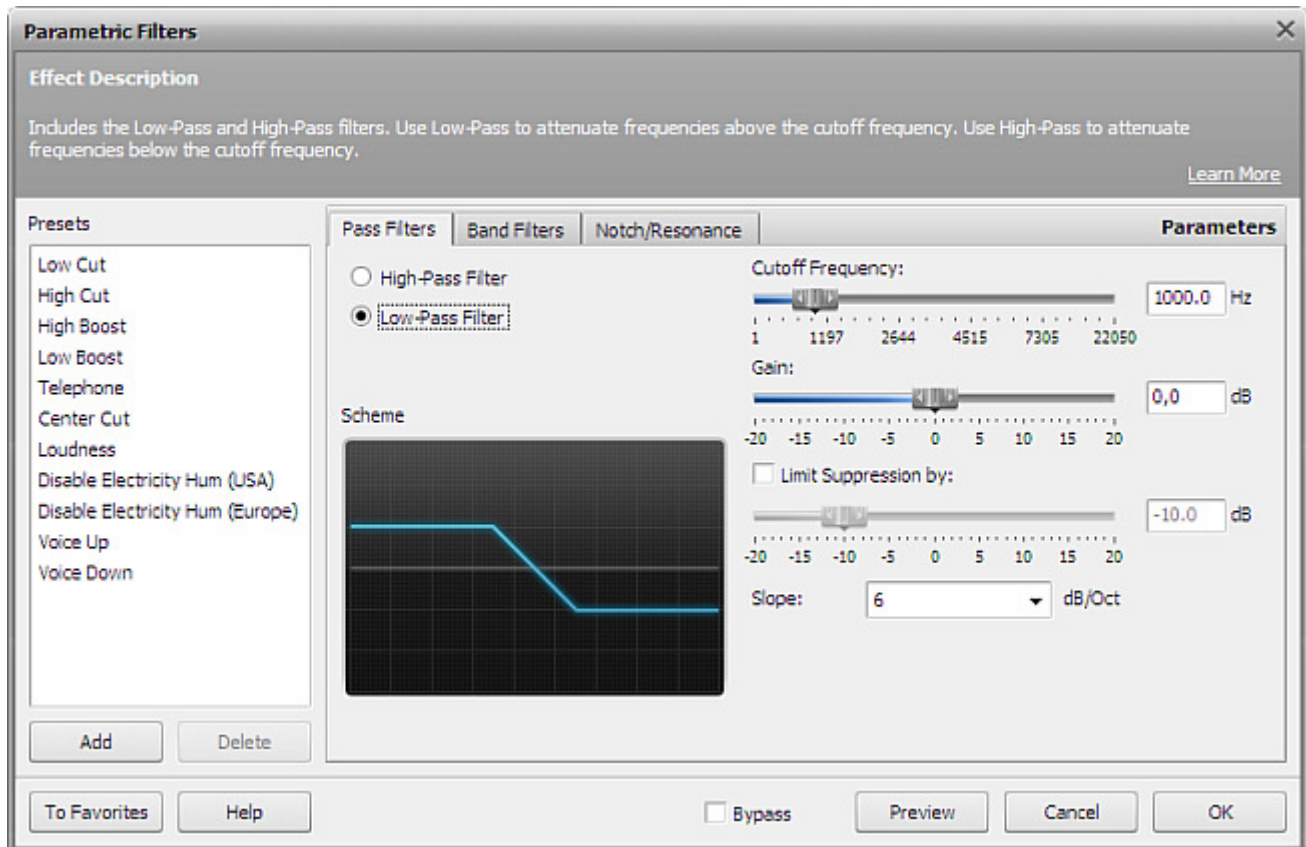 Parametric Filters
Effect Description
Includes the Low-Pass and High-Pass filters. Use Low-Pass to attenuate frequencies above the cutoff frequency. Use High-Pass to attenuate
frequencies below the cutoff frequency.
Learn More
Presets
Low Cut
High Cut
High Boost
Low Boost
Telephone
Center Cut
Loudness
Disable Electricity Hum (USA)
Disable Electricity Hum (Europe)
Voice Up
Voice Down
Add Delete
Pass Filters Band Filters Notch/Resonance Parameters
High-Pass Filter
Low-Pass Filter
Scheme
Cutoff Frequency:
1000.0 Hz
1 1197 2644 4515 7305 22050
Gain:
0,0 dB
-20 -15 -10 -5 0 5 10 15 20
Limit Suppression by:
-10.0 dB
-20 -15 -10 -5 0 5 10 15 20
Slope: 6 dB/Oct
To Favorites Help Bypass Preview Cancel OK